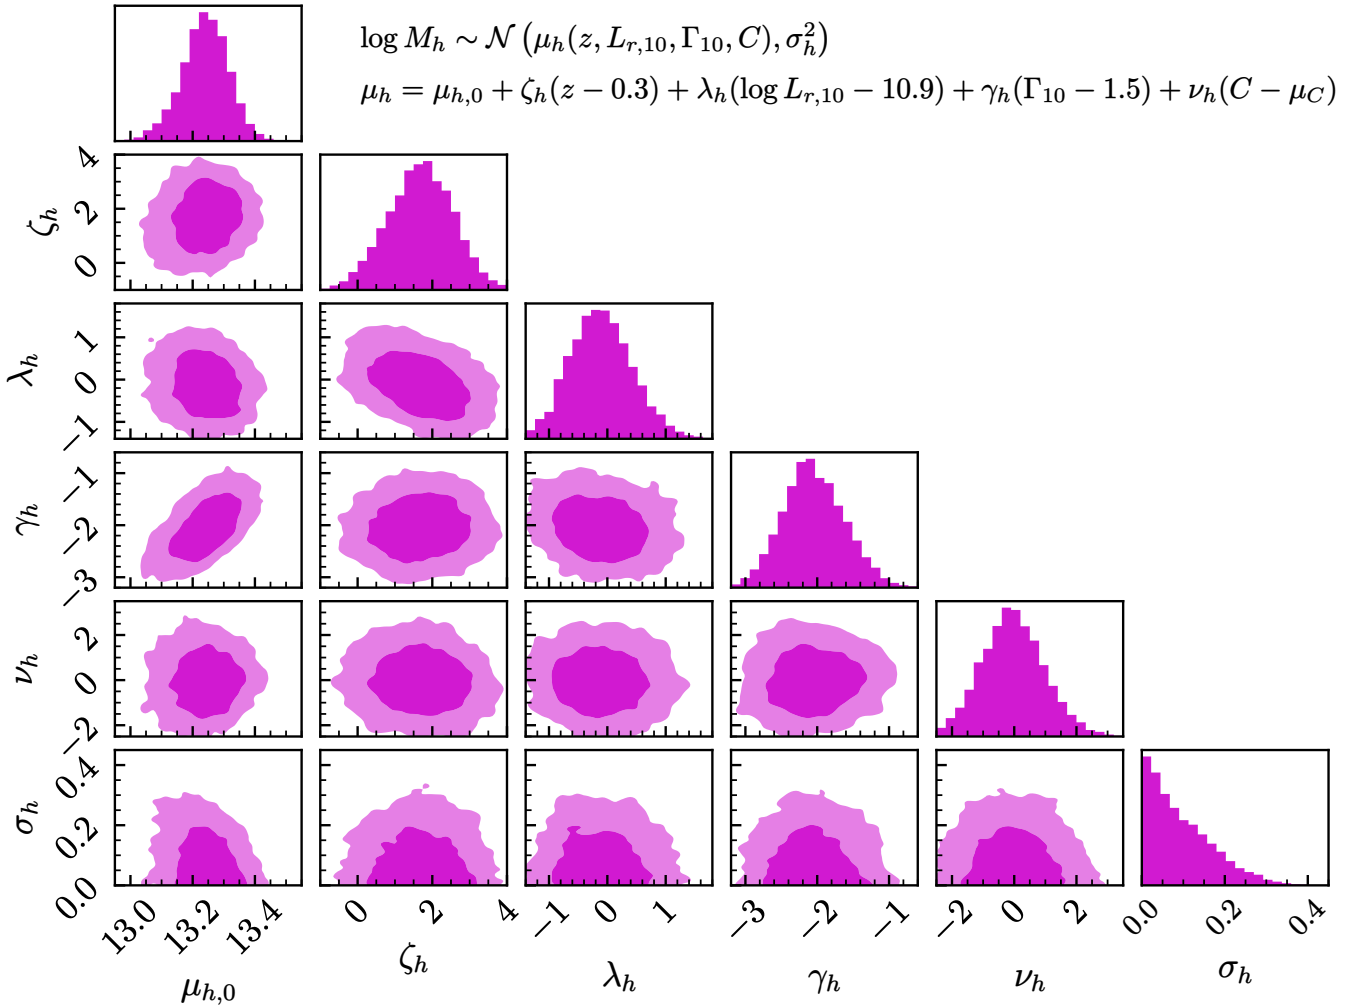 log M_h ∼ 𝒩 (μ_h(z, L_{r,10}, Γ_{10}, C), σ_h^2)
μ_h = μ_{h,0} + ζ_h(z − 0.3) + λ_h(log L_{r,10} − 10.9) + γ_h(Γ_{10} − 1.5) + ν_h(C − μ_C)
ζ_h
4
2
0
λ_h
1
0
−1
γ_h
−1
−2
−3
ν_h
2
0
−2
σ_h
0.4
0.2
0.0
13.0 13.2 13.4
0 2 4
−1 0 1
−3 −2 −1
−2 0 2
0.0 0.2 0.4
μ_{h,0} ζ_h λ_h γ_h ν_h σ_h